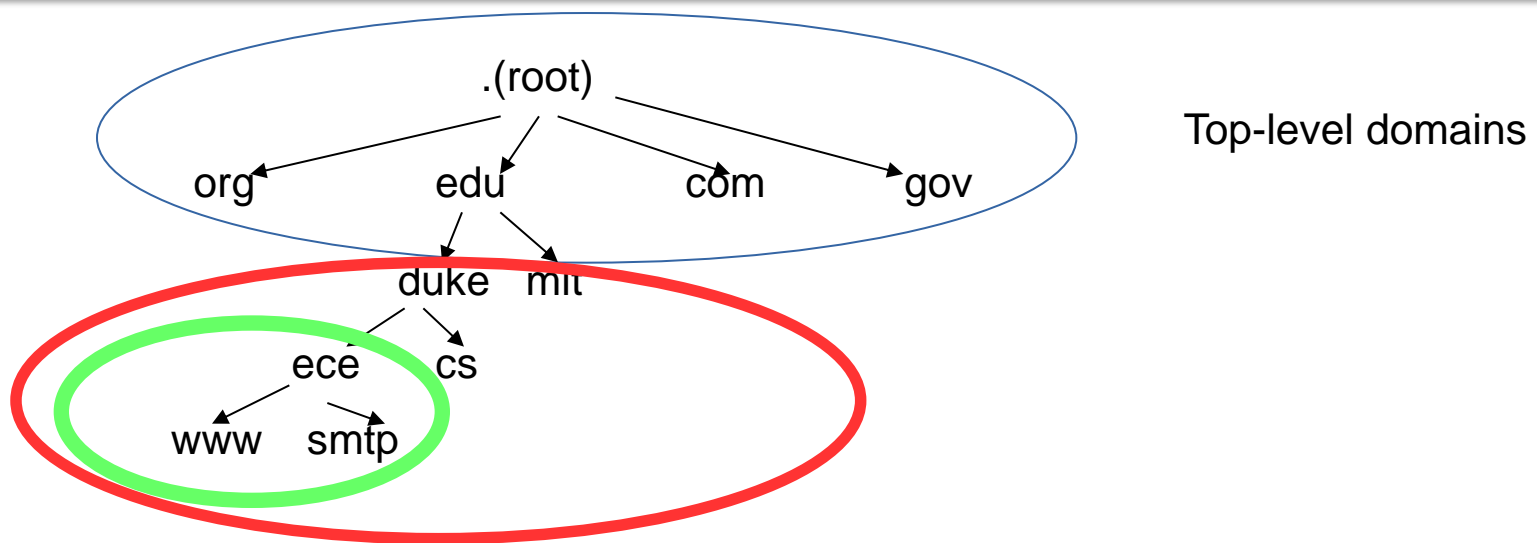 .(root)
Top-level domains
org edu com gov
duke mit
ece cs
www smtp